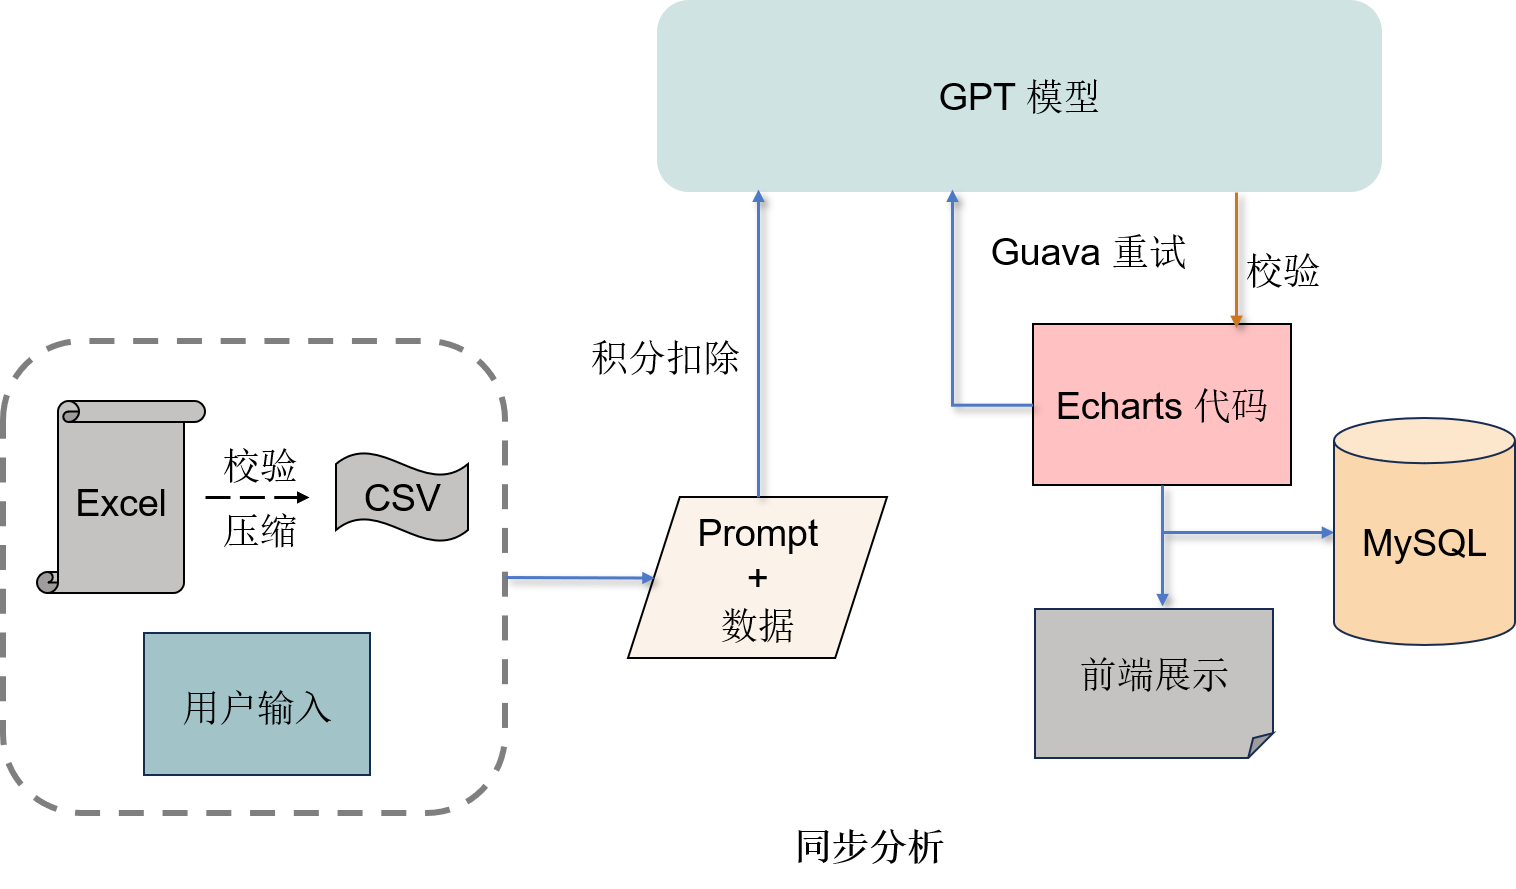 GPT 模型
Guava 重试
校验
积分扣除
Echarts 代码
校验
压缩
Excel
CSV
Prompt
+
数据
MySQL
用户输入
前端展示
同步分析